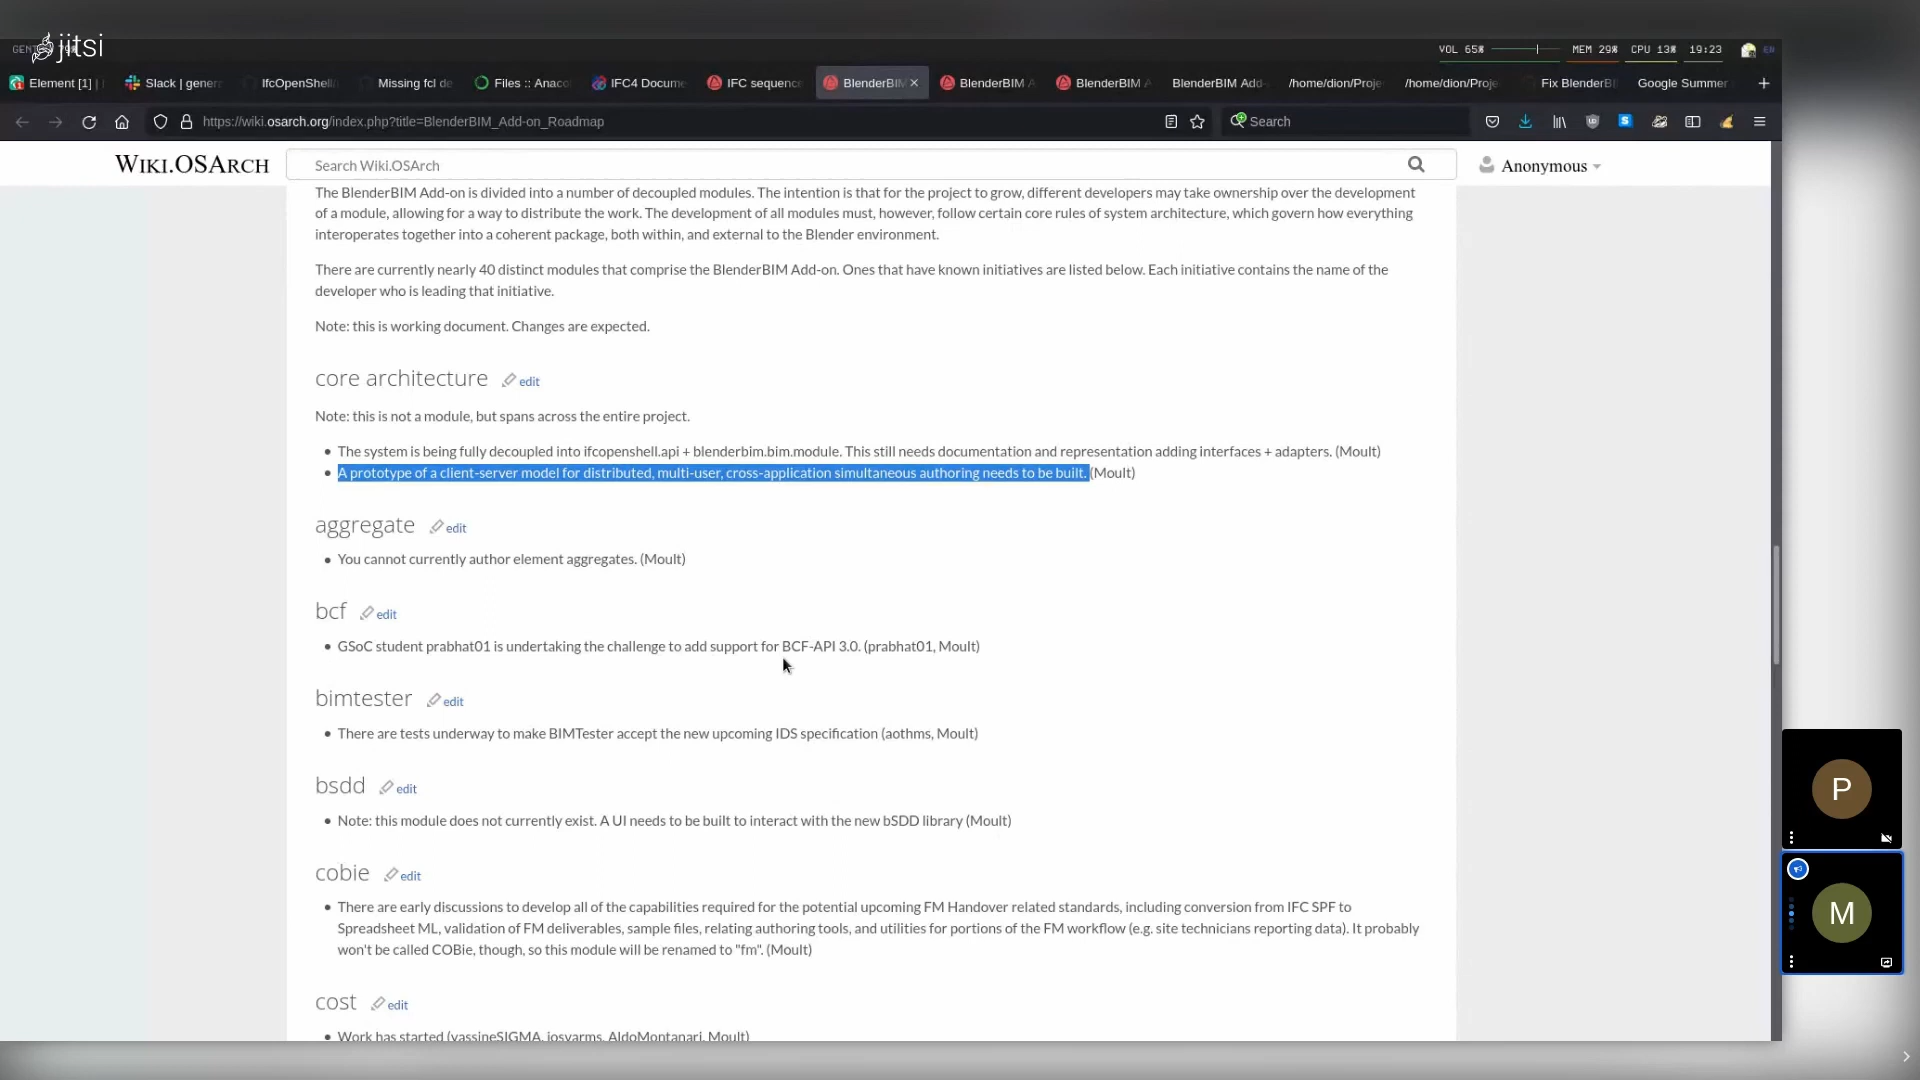 jitsi
VOL 65% MEM 29% CPU 13% 19:23
Element [1] | Slack | gener IfcOpenShell/ Missing fcl de Files :: Anaco IFC4 Docume IFC sequence BlenderBIM BlenderBIM A BlenderBIM A BlenderBIM Add- /home/dion/Proje /home/dion/Proje Fix BlenderBI Google Summer
https://wiki.osarch.org/index.php?title=BlenderBIM_Add-on_Roadmap Search
WIKI.OSARCH Search Wiki.OSArch Anonymous
The BlenderBIM Add-on is divided into a number of decoupled modules. The intention is that for the project to grow, different developers may take ownership over the development
of a module, allowing for a way to distribute the work. The development of all modules must, however, follow certain core rules of system architecture, which govern how everything
interoperates together into a coherent package, both within, and external to the Blender environment.
There are currently nearly 40 distinct modules that comprise the BlenderBIM Add-on. Ones that have known initiatives are listed below. Each initiative contains the name of the
developer who is leading that initiative.
Note: this is working document. Changes are expected.
core architecture edit
Note: this is not a module, but spans across the entire project.
• The system is being fully decoupled into ifcopenshell.api + blenderbim.bim.module. This still needs documentation and representation adding interfaces + adapters. (Moult)
• A prototype of a client-server model for distributed, multi-user, cross-application simultaneous authoring needs to be built. (Moult)
aggregate edit
• You cannot currently author element aggregates. (Moult)
bcf edit
• GSoC student prabhat01 is undertaking the challenge to add support for BCF-API 3.0. (prabhat01, Moult)
bimtester edit
• There are tests underway to make BIMTester accept the new upcoming IDS specification (aothms, Moult)
bsdd edit
• Note: this module does not currently exist. A UI needs to be built to interact with the new bSDD library (Moult)
cobie edit
• There are early discussions to develop all of the capabilities required for the potential upcoming FM Handover related standards, including conversion from IFC SPF to
Spreadsheet ML, validation of FM deliverables, sample files, relating authoring tools, and utilities for portions of the FM workflow (e.g. site technicians reporting data). It probably
won't be called COBie, though, so this module will be renamed to "fm". (Moult)
cost edit
• Work has started (yassineSIGMA, josvarms, AldoMontanari, Moult)
P
M